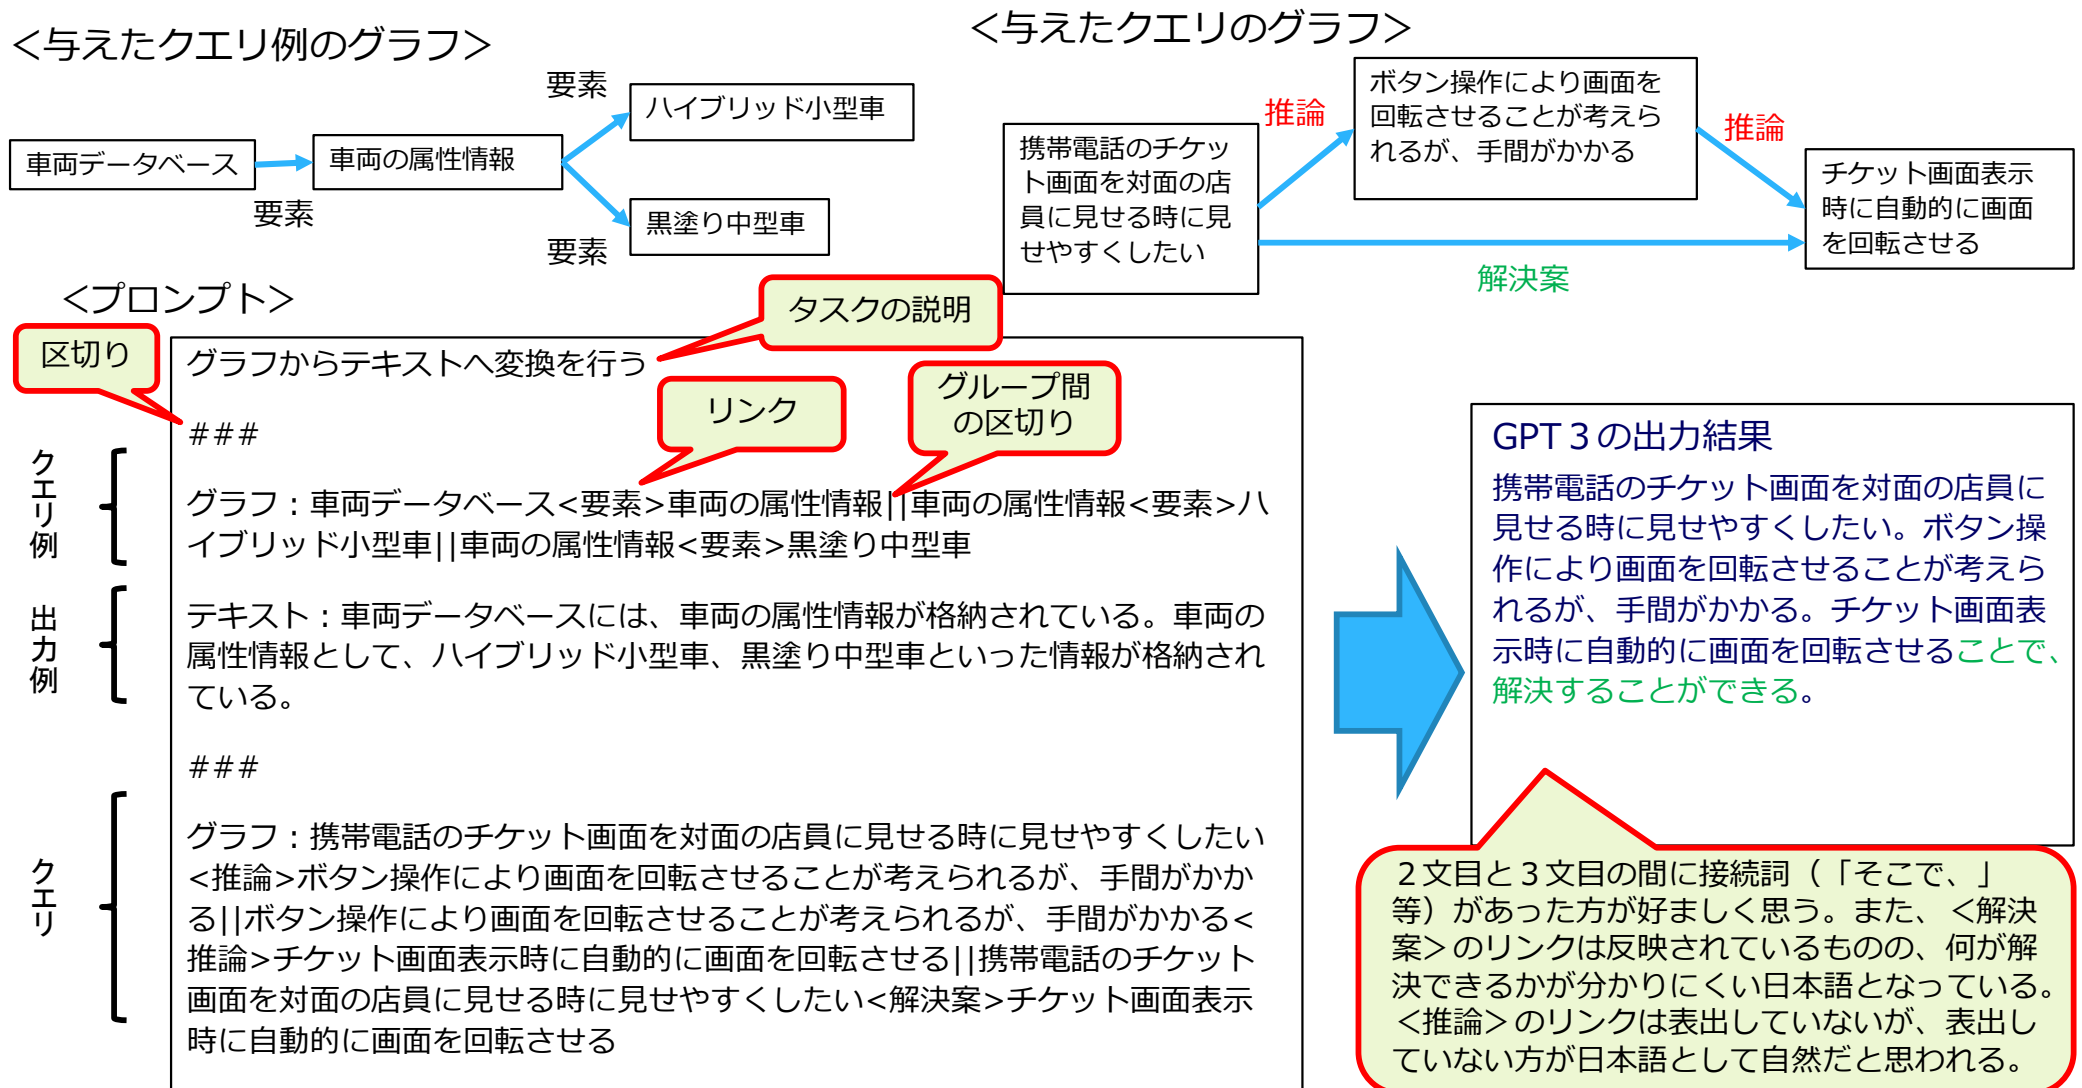 ＜与えたクエリ例のグラフ＞
車両データベース
要素
車両の属性情報
要素
ハイブリッド小型車
要素
黒塗り中型車
＜与えたクエリのグラフ＞
携帯電話のチケッ
ト画面を対面の店
員に見せる時に見
せやすくしたい
推論
ボタン操作により画面を
回転させることが考えら
れるが、手間がかかる
推論
チケット画面表示
時に自動的に画面
を回転させる
解決案
＜プロンプト＞
区切り
タスクの説明
リンク
グループ間
の区切り
グラフからテキストへ変換を行う
###
クエリ例
グラフ：車両データベース<要素>車両の属性情報||車両の属性情報<要素>ハ
イブリッド小型車||車両の属性情報<要素>黒塗り中型車
出力例
テキスト：車両データベースには、車両の属性情報が格納されている。車両の
属性情報として、ハイブリッド小型車、黒塗り中型車といった情報が格納され
ている。
###
クエリ
グラフ：携帯電話のチケット画面を対面の店員に見せる時に見せやすくしたい
<推論>ボタン操作により画面を回転させることが考えられるが、手間がかか
る||ボタン操作により画面を回転させることが考えられるが、手間がかかる<
推論>チケット画面表示時に自動的に画面を回転させる||携帯電話のチケット
画面を対面の店員に見せる時に見せやすくしたい<解決案>チケット画面表示
時に自動的に画面を回転させる
GPT３の出力結果
携帯電話のチケット画面を対面の店員に
見せる時に見せやすくしたい。ボタン操
作により画面を回転させることが考えら
れるが、手間がかかる。チケット画面表
示時に自動的に画面を回転させることで、
解決することができる。
２文目と３文目の間に接続詞（「そこで、」
等）があった方が好ましく思う。また、＜解決
案＞のリンクは反映されているものの、何が解
決できるかが分かりにくい日本語となっている。
＜推論＞のリンクは表出していないが、表出し
ていない方が日本語として自然だと思われる。